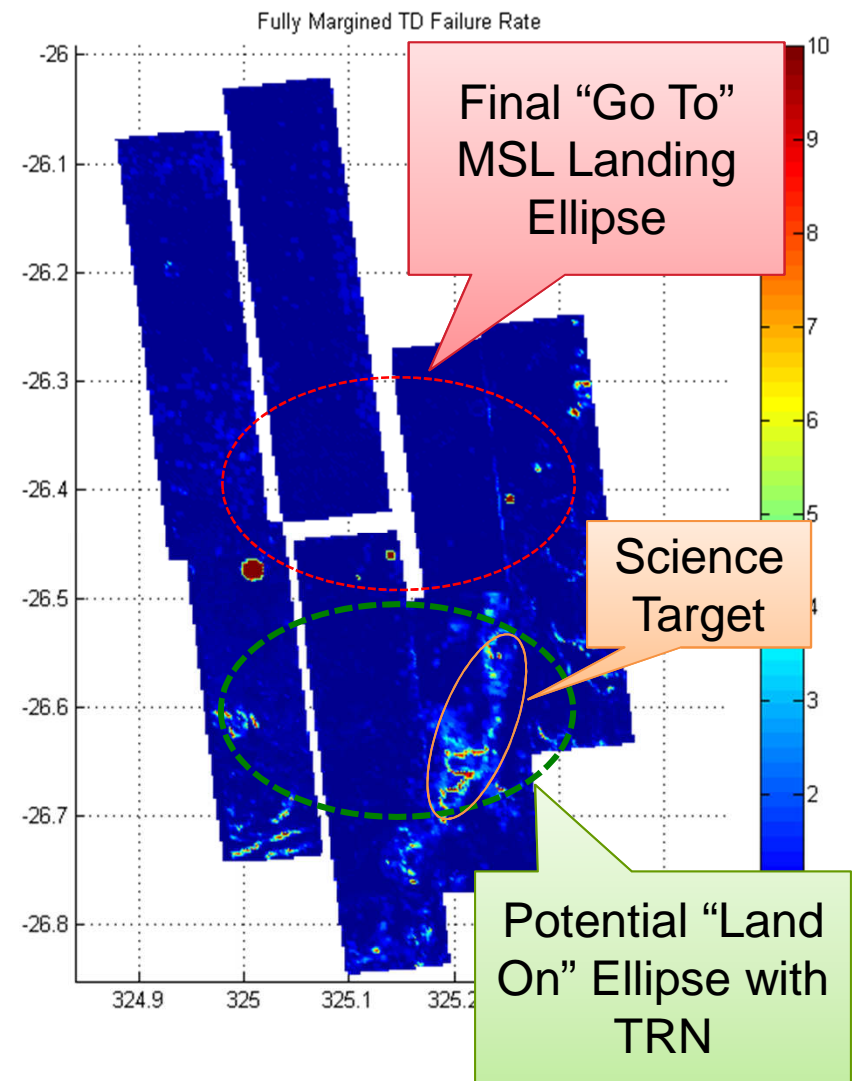 Fully Margined TD Failure Rate
Final “Go To”
MSL Landing
Ellipse
Science
Target
Potential “Land
On” Ellipse with
TRN
-26
-26.1
-26.2
-26.3
-26.4
-26.5
-26.6
-26.7
-26.8
324.9
325
325.1
325.2
10
9
7
6
5
4
3
2